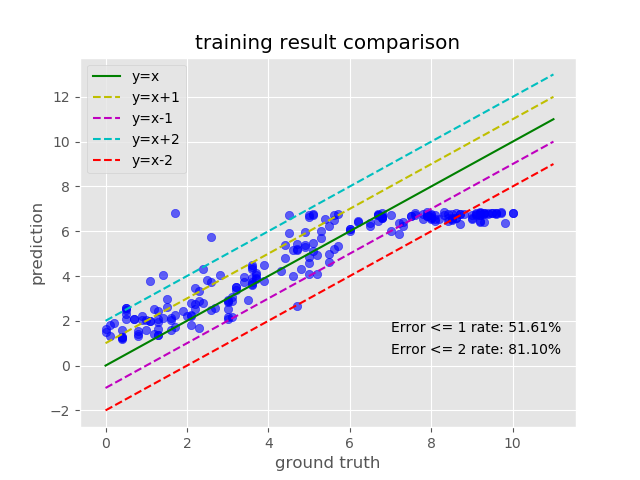 training result comparison
y=x
y=x+1
y=x-1
y=x+2
y=x-2
12
10
8
6
4
2
0
−2
prediction
Error <= 1 rate: 51.61%
Error <= 2 rate: 81.10%
0 2 4 6 8 10
ground truth